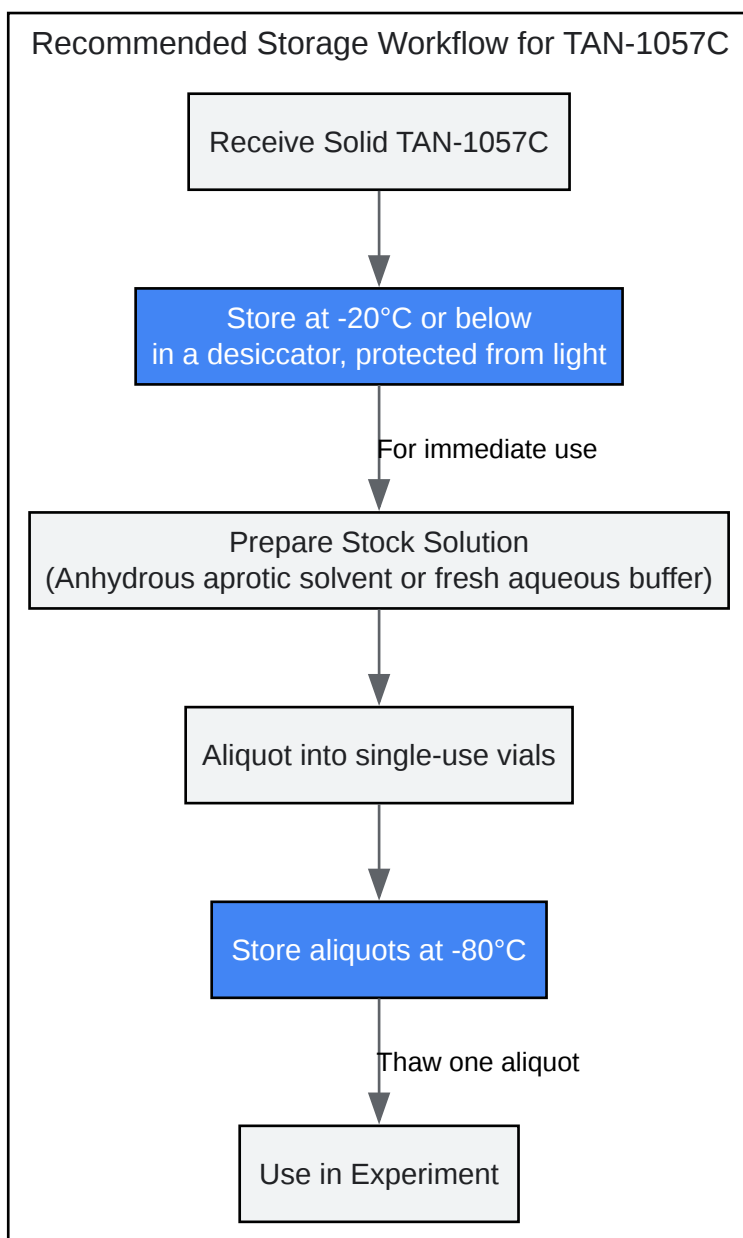 Recommended Storage Workflow for TAN-1057C
Receive Solid TAN-1057C
Store at -20°C or below
in a desiccator, protected from light
For immediate use
Prepare Stock Solution
(Anhydrous aprotic solvent or fresh aqueous buffer)
Aliquot into single-use vials
Store aliquots at -80°C
Thaw one aliquot
Use in Experiment